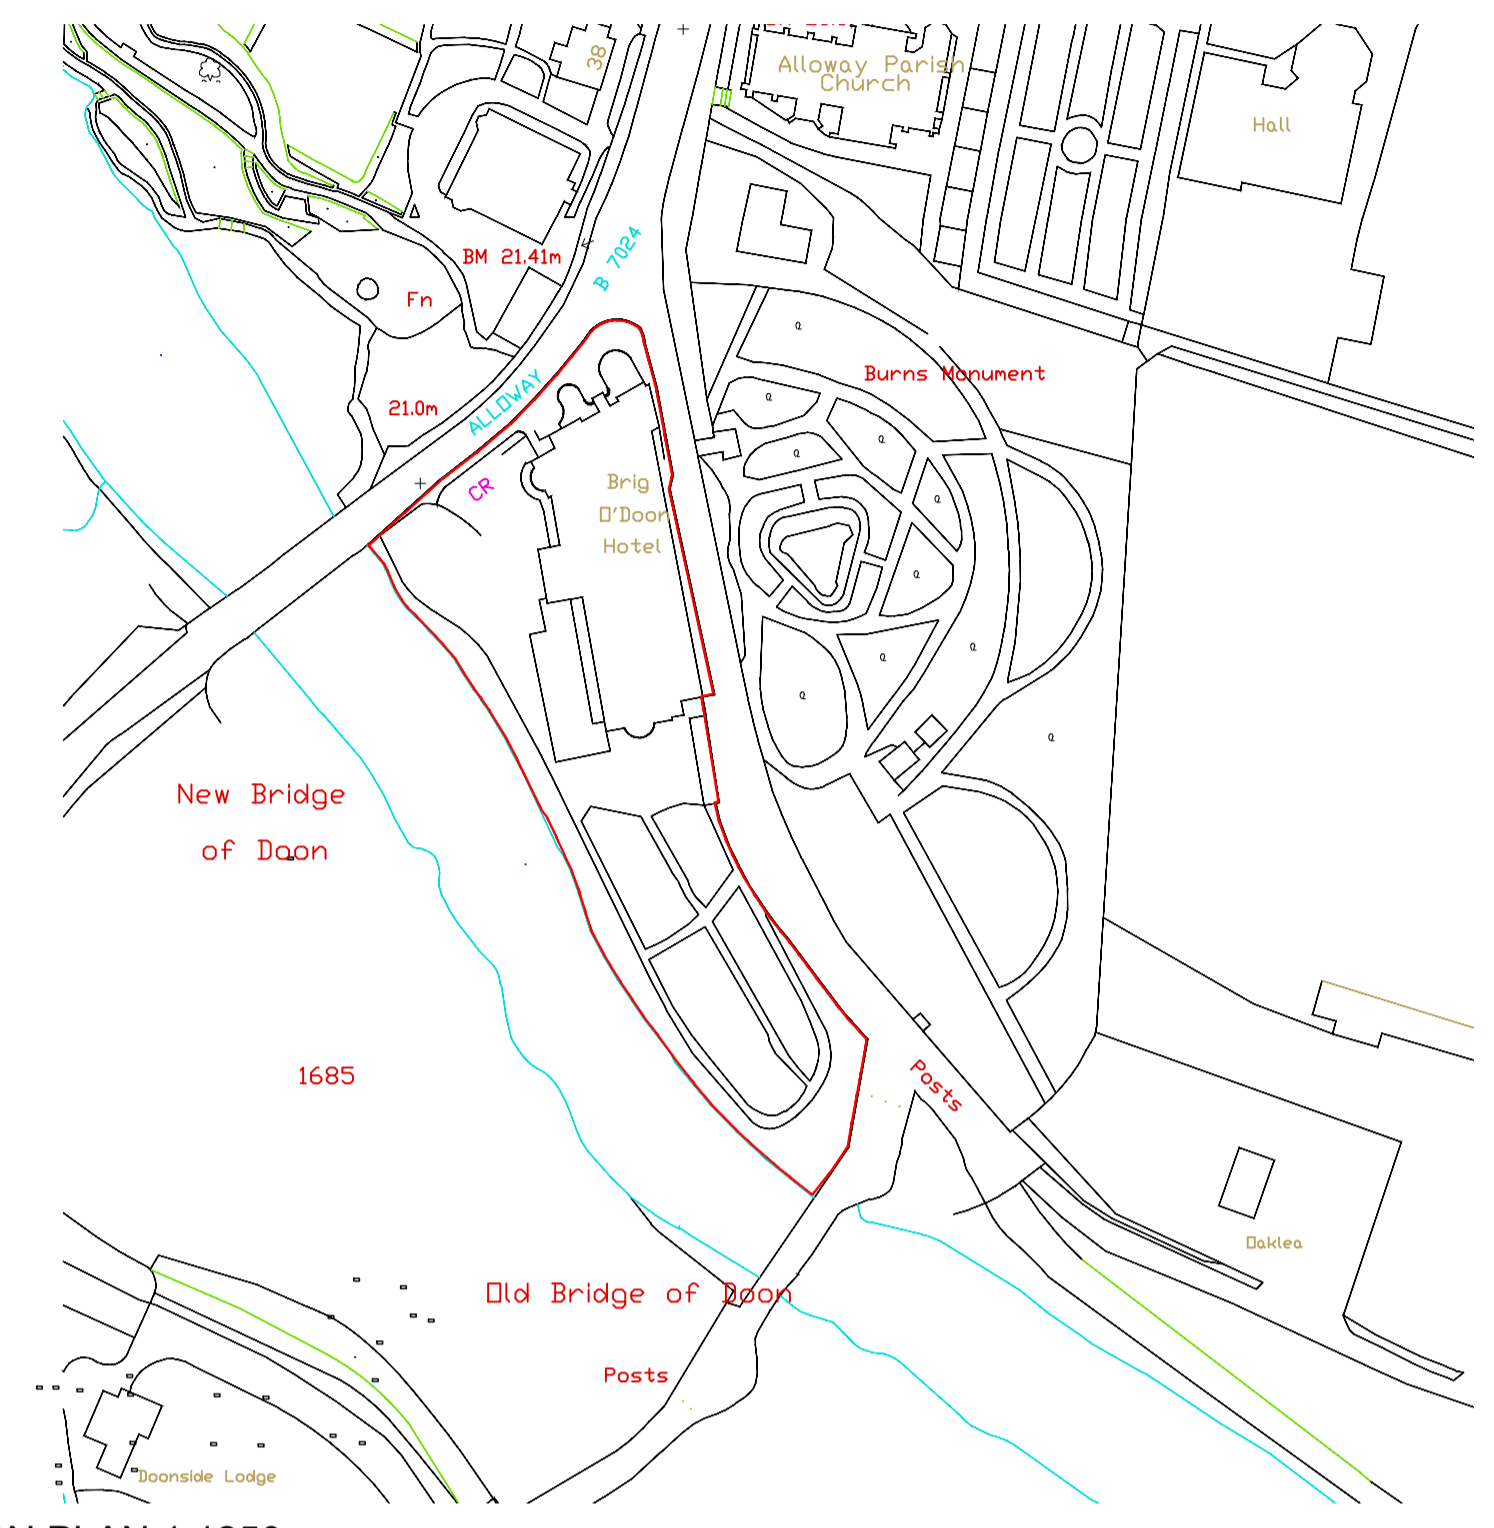 38
Alloway Parish
Church
Hall
B 7024
BM 21.41m
Fn
Burns Monument
21.0m
ALLOWAY
CR
Brig
O'Doon
Hotel
New Bridge
of Doon
1685
Posts
Oaklea
Old Bridge of Doon
Posts
Doonside Lodge